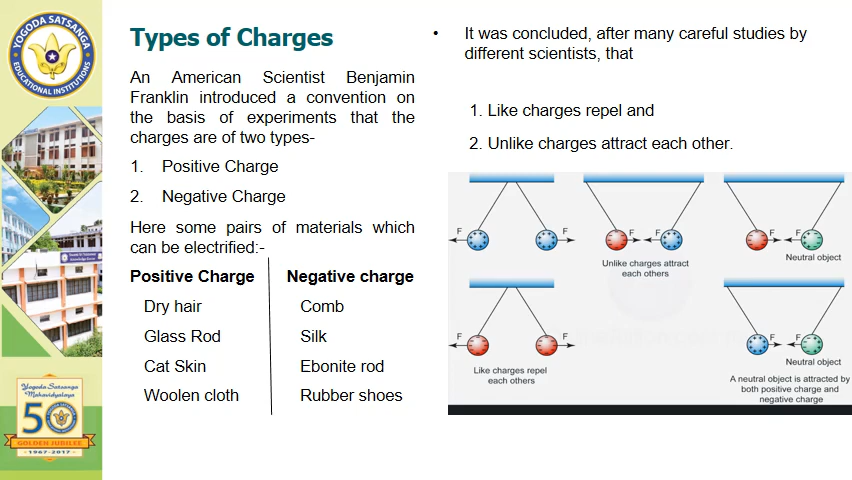 YOGODA SATSANGA
EDUCATIONAL INSTITUTIONS
Types of Charges
An American Scientist Benjamin
Franklin introduced a convention on
the basis of experiments that the
charges are of two types-
1. Positive Charge
2. Negative Charge
Here some pairs of materials which
can be electrified:-
Positive Charge Negative charge
Dry hair Comb
Glass Rod Silk
Cat Skin Ebonite rod
Woolen cloth Rubber shoes
Yogoda Satsanga
Mahavidyalaya
50
GOLDEN JUBILEE
1967-2017
• It was concluded, after many careful studies by
different scientists, that
1. Like charges repel and
2. Unlike charges attract each other.
F F F F F F
Unlike charges attract
each others
Neutral object
F F F F
Like charges repel
each others
Neutral object
A neutral object is attracted by
both positive charge and
negative charge